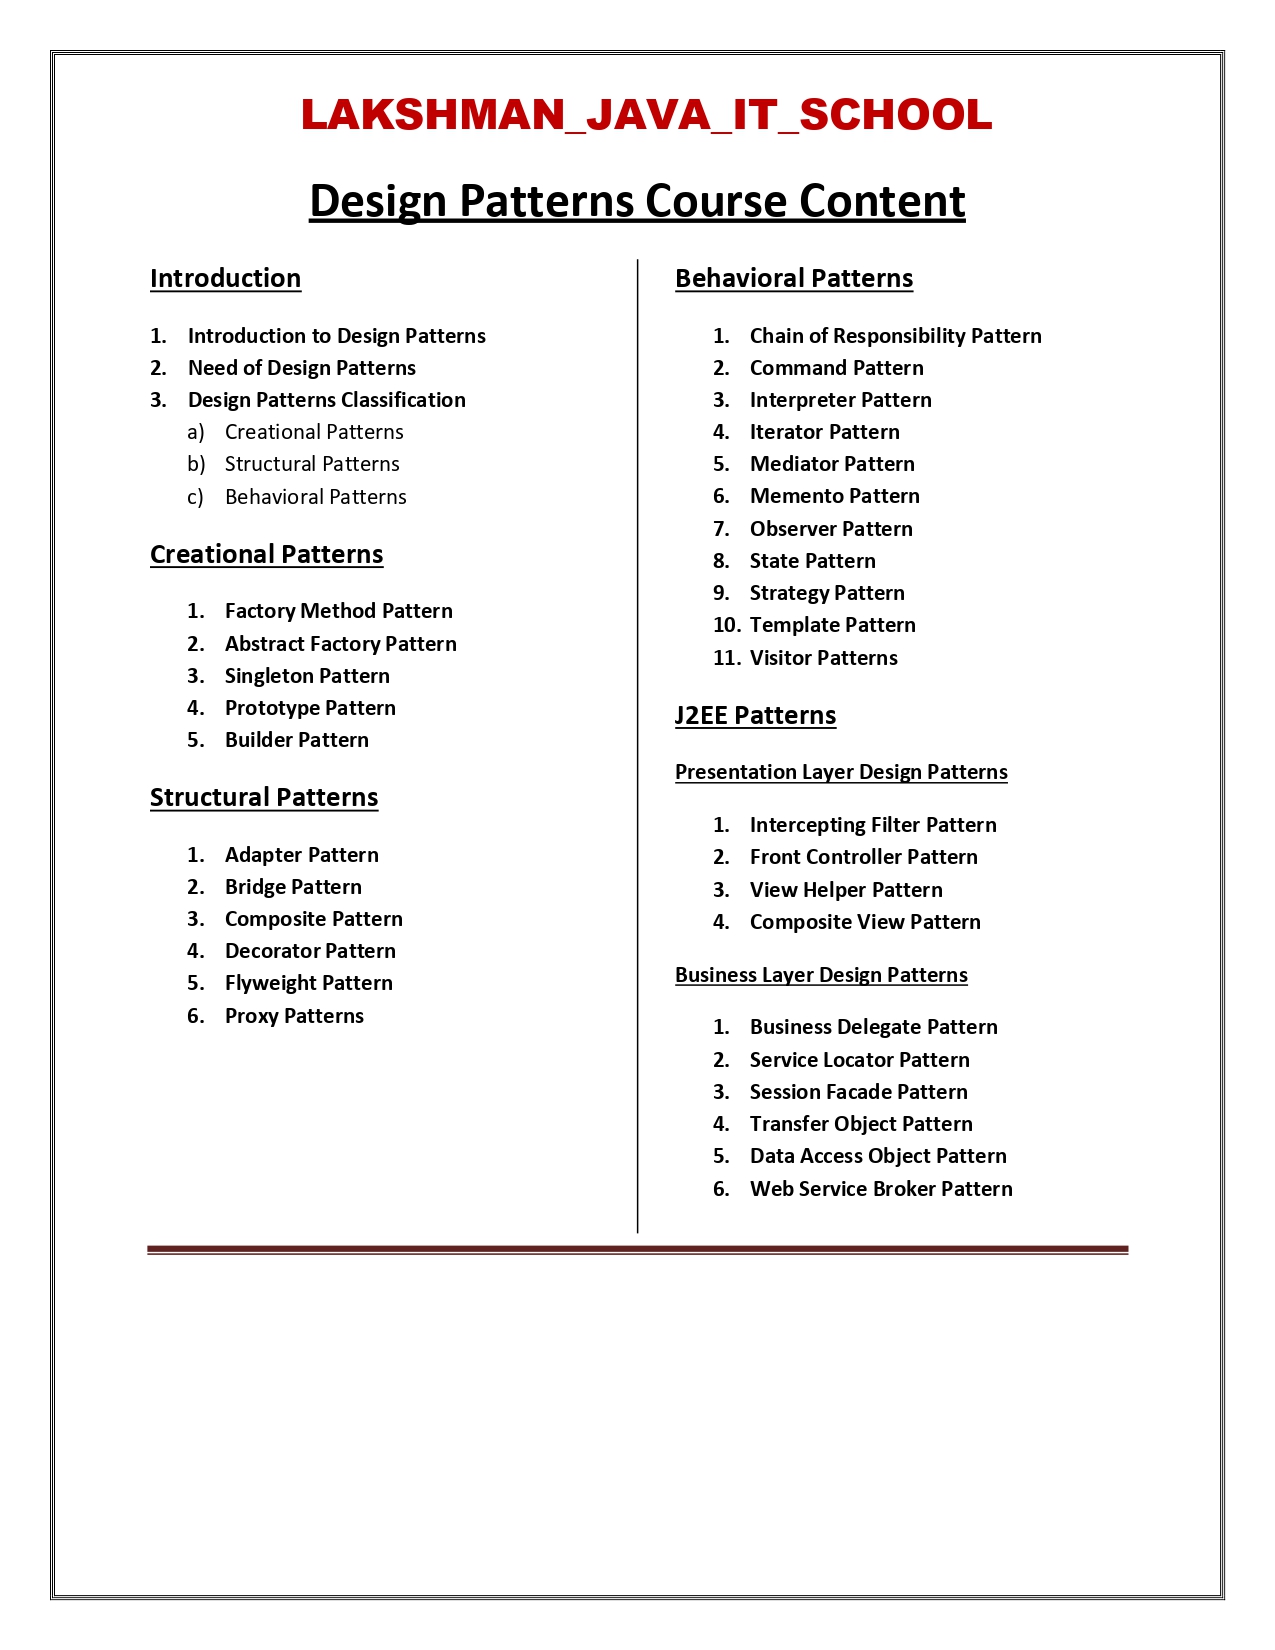 LAKSHMAN_JAVA_IT_SCHOOL
Design Patterns Course Content
Introduction
1. Introduction to Design Patterns
2. Need of Design Patterns
3. Design Patterns Classification
a) Creational Patterns
b) Structural Patterns
c) Behavioral Patterns
Creational Patterns
1. Factory Method Pattern
2. Abstract Factory Pattern
3. Singleton Pattern
4. Prototype Pattern
5. Builder Pattern
Structural Patterns
1. Adapter Pattern
2. Bridge Pattern
3. Composite Pattern
4. Decorator Pattern
5. Flyweight Pattern
6. Proxy Patterns
Behavioral Patterns
1. Chain of Responsibility Pattern
2. Command Pattern
3. Interpreter Pattern
4. Iterator Pattern
5. Mediator Pattern
6. Memento Pattern
7. Observer Pattern
8. State Pattern
9. Strategy Pattern
10. Template Pattern
11. Visitor Patterns
J2EE Patterns
Presentation Layer Design Patterns
1. Intercepting Filter Pattern
2. Front Controller Pattern
3. View Helper Pattern
4. Composite View Pattern
Business Layer Design Patterns
1. Business Delegate Pattern
2. Service Locator Pattern
3. Session Facade Pattern
4. Transfer Object Pattern
5. Data Access Object Pattern
6. Web Service Broker Pattern